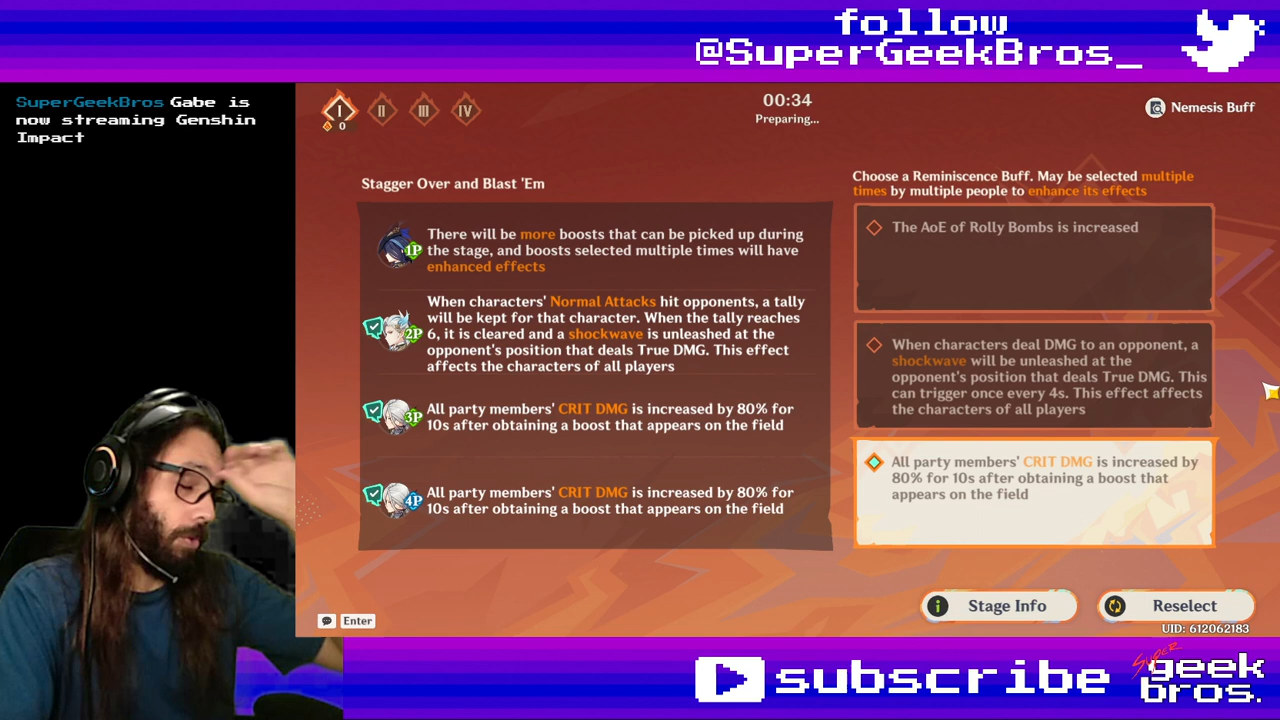 follow
@SuperGeekBros_
SuperGeekBros Gabe is
now streaming Genshin
Impact
I
II
III
IV
0
00:34
Preparing...
Nemesis Buff
Stagger Over and Blast 'Em
Choose a Reminiscence Buff. May be selected multiple
times by multiple people to enhance its effects
1P
There will be more boosts that can be picked up during
the stage, and boosts selected multiple times will have
enhanced effects
2P
When characters' Normal Attacks hit opponents, a tally
will be kept for that character. When the tally reaches
6, it is cleared and a shockwave is unleashed at the
opponent's position that deals True DMG. This effect
affects the characters of all players
3P
All party members' CRIT DMG is increased by 80% for
10s after obtaining a boost that appears on the field
4P
All party members' CRIT DMG is increased by 80% for
10s after obtaining a boost that appears on the field
The AoE of Rolly Bombs is increased
When characters deal DMG to an opponent, a
shockwave will be unleashed at the
opponent's position that deals True DMG. This
can trigger once every 4s. This effect affects
the characters of all players
All party members' CRIT DMG is increased by
80% for 10s after obtaining a boost that
appears on the field
Stage Info
Reselect
Enter
UID: 612062183
subscribe
Super
geek
bros.